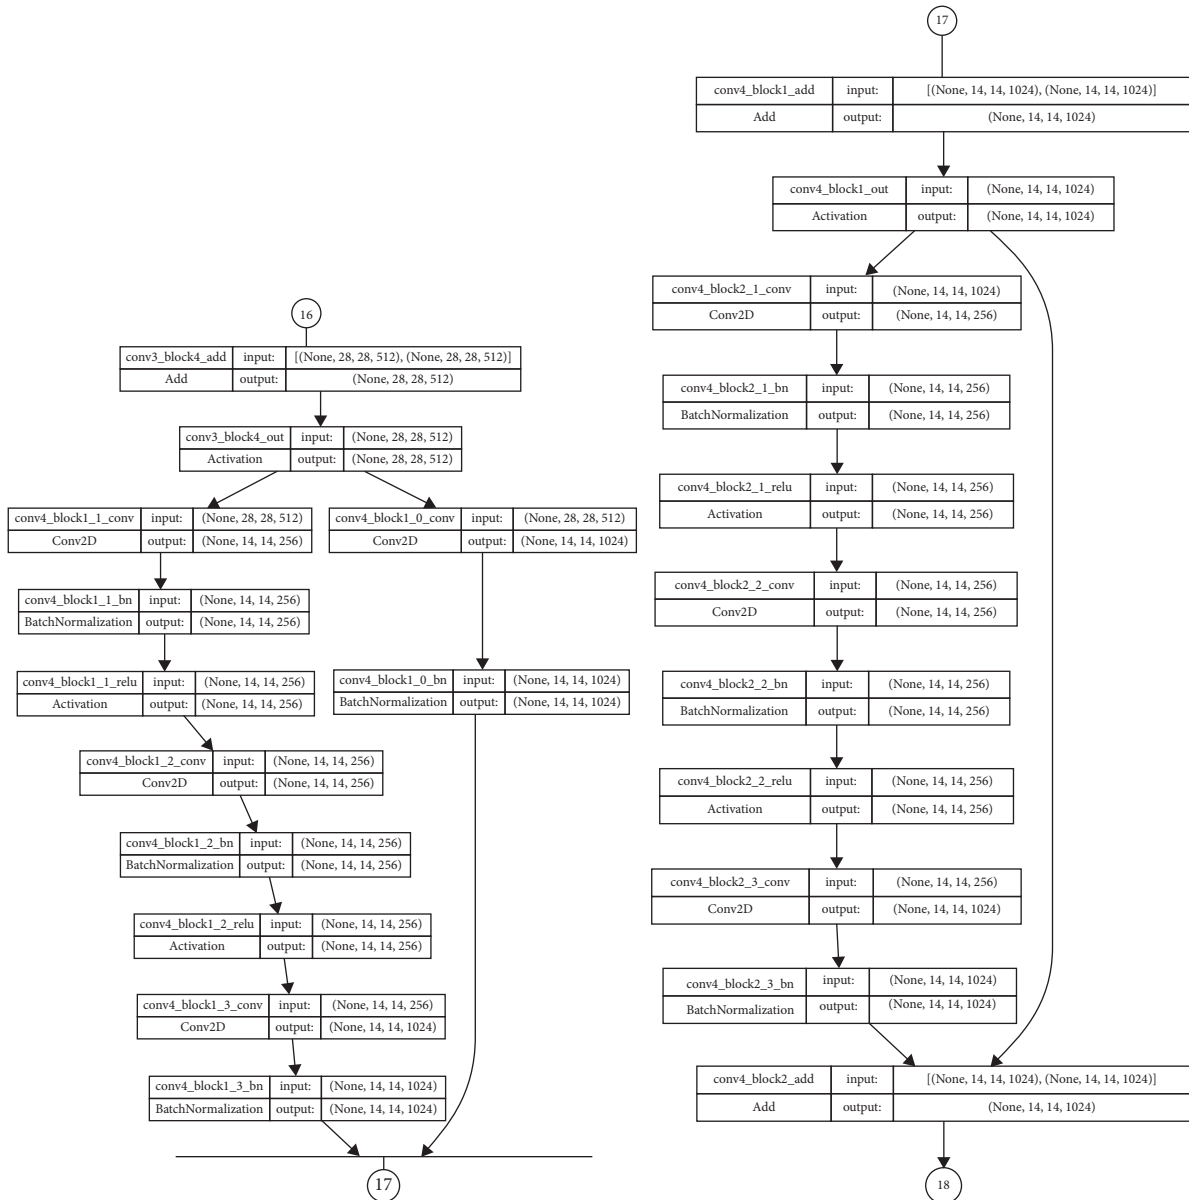 16
conv3_block4_add input: [(None, 28, 28, 512), (None, 28, 28, 512)]
Add output: (None, 28, 28, 512)
conv3_block4_out input: (None, 28, 28, 512)
Activation output: (None, 28, 28, 512)
conv4_block1_1_conv input: (None, 28, 28, 512)
Conv2D output: (None, 14, 14, 256)
conv4_block1_0_conv input: (None, 28, 28, 512)
Conv2D output: (None, 14, 14, 1024)
conv4_block1_1_bn input: (None, 14, 14, 256)
BatchNormalization output: (None, 14, 14, 256)
conv4_block1_1_relu input: (None, 14, 14, 256)
Activation output: (None, 14, 14, 256)
conv4_block1_0_bn input: (None, 14, 14, 1024)
BatchNormalization output: (None, 14, 14, 1024)
conv4_block1_2_conv input: (None, 14, 14, 256)
Conv2D output: (None, 14, 14, 256)
conv4_block1_2_bn input: (None, 14, 14, 256)
BatchNormalization output: (None, 14, 14, 256)
conv4_block1_2_relu input: (None, 14, 14, 256)
Activation output: (None, 14, 14, 256)
conv4_block1_3_conv input: (None, 14, 14, 256)
Conv2D output: (None, 14, 14, 1024)
conv4_block1_3_bn input: (None, 14, 14, 1024)
BatchNormalization output: (None, 14, 14, 1024)
17
17
conv4_block1_add input: [(None, 14, 14, 1024), (None, 14, 14, 1024)]
Add output: (None, 14, 14, 1024)
conv4_block1_out input: (None, 14, 14, 1024)
Activation output: (None, 14, 14, 1024)
conv4_block2_1_conv input: (None, 14, 14, 1024)
Conv2D output: (None, 14, 14, 256)
conv4_block2_1_bn input: (None, 14, 14, 256)
BatchNormalization output: (None, 14, 14, 256)
conv4_block2_1_relu input: (None, 14, 14, 256)
Activation output: (None, 14, 14, 256)
conv4_block2_2_conv input: (None, 14, 14, 256)
Conv2D output: (None, 14, 14, 256)
conv4_block2_2_bn input: (None, 14, 14, 256)
BatchNormalization output: (None, 14, 14, 256)
conv4_block2_2_relu input: (None, 14, 14, 256)
Activation output: (None, 14, 14, 256)
conv4_block2_3_conv input: (None, 14, 14, 256)
Conv2D output: (None, 14, 14, 1024)
conv4_block2_3_bn input: (None, 14, 14, 1024)
BatchNormalization output: (None, 14, 14, 1024)
conv4_block2_add input: [(None, 14, 14, 1024), (None, 14, 14, 1024)]
Add output: (None, 14, 14, 1024)
18